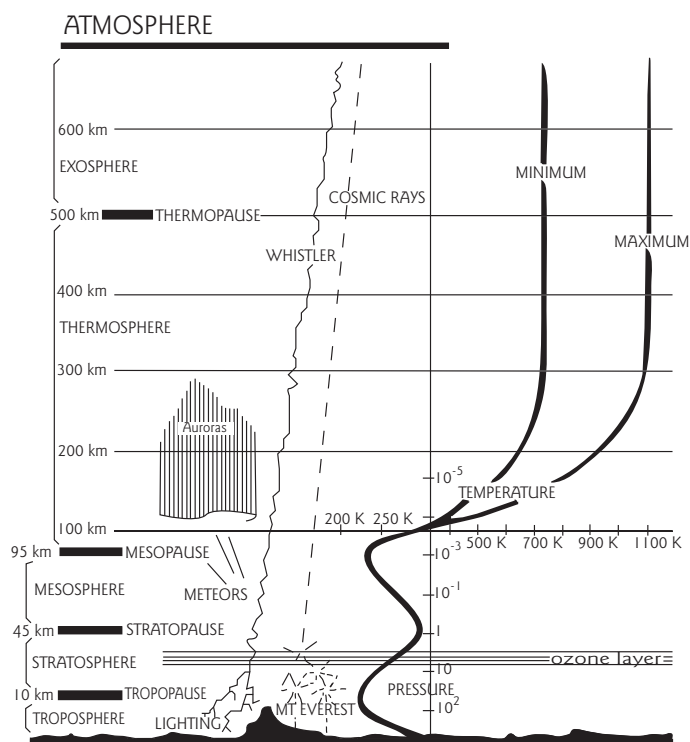 ATMOSPHERE
600 km
EXOSPHERE
MINIMUM
COSMIC RAYS
500 km THERMOPAUSE
MAXIMUM
WHISTLER
400 km
THERMOSPHERE
300 km
Auroras
200 km
10-5
TEMPERATURE
200 K 250 K
100 km
500 K 700 K 900 K 1100 K
95 km MESOPAUSE
10-3
MESOSPHERE
METEORS
10-1
45 km STRATOPAUSE
1
STRATOSPHERE
ozone layer
10
10 km TROPOPAUSE
PRESSURE
MT EVEREST
102
TROPOSPHERE
LIGHTING